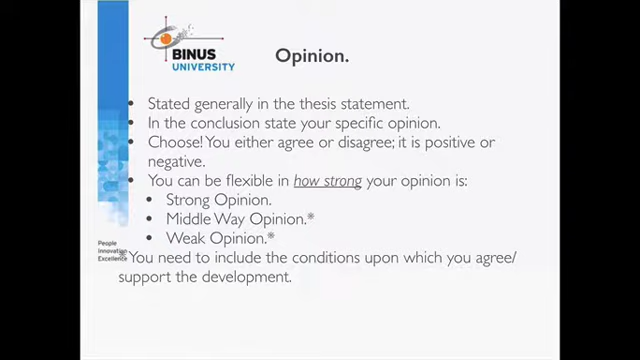 BINUS
UNIVERSITY
Opinion.
• Stated generally in the thesis statement.
• In the conclusion state your specific opinion.
• Choose! You either agree or disagree; it is positive or
negative.
• You can be flexible in how strong your opinion is:
• Strong Opinion.
• Middle Way Opinion.*
• Weak Opinion.*
People
Innovation
Excellence
*You need to include the conditions upon which you agree/
support the development.